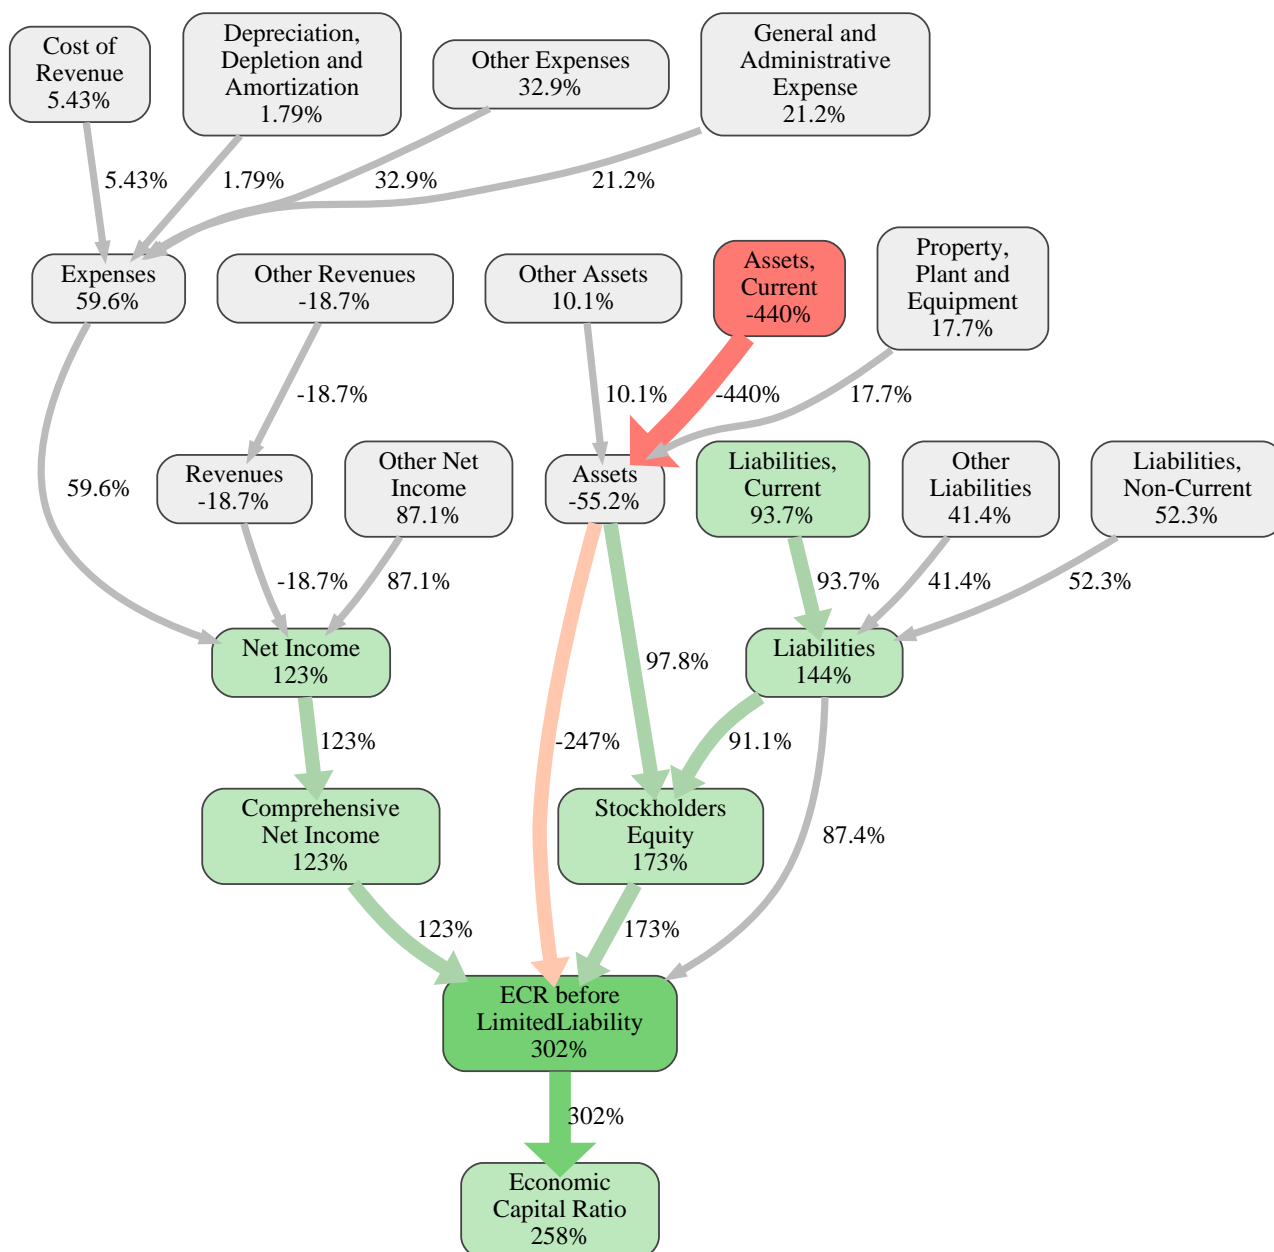 Cost of
Revenue
5.43%
Depreciation,
Depletion and
Amortization
1.79%
Other Expenses
32.9%
General and
Administrative
Expense
21.2%
5.43%
1.79%
32.9%
21.2%
Expenses
59.6%
Other Revenues
-18.7%
Other Assets
10.1%
Assets,
Current
-440%
Property,
Plant and
Equipment
17.7%
-18.7%
10.1%
-440%
17.7%
59.6%
Revenues
-18.7%
Other Net
Income
87.1%
Assets
-55.2%
Liabilities,
Current
93.7%
Other
Liabilities
41.4%
Liabilities,
Non-Current
52.3%
-18.7%
87.1%
93.7%
41.4%
52.3%
Net Income
123%
97.8%
Liabilities
144%
123%
-247%
91.1%
Comprehensive
Net Income
123%
Stockholders
Equity
173%
87.4%
123%
173%
ECR before
LimitedLiability
302%
302%
Economic
Capital Ratio
258%